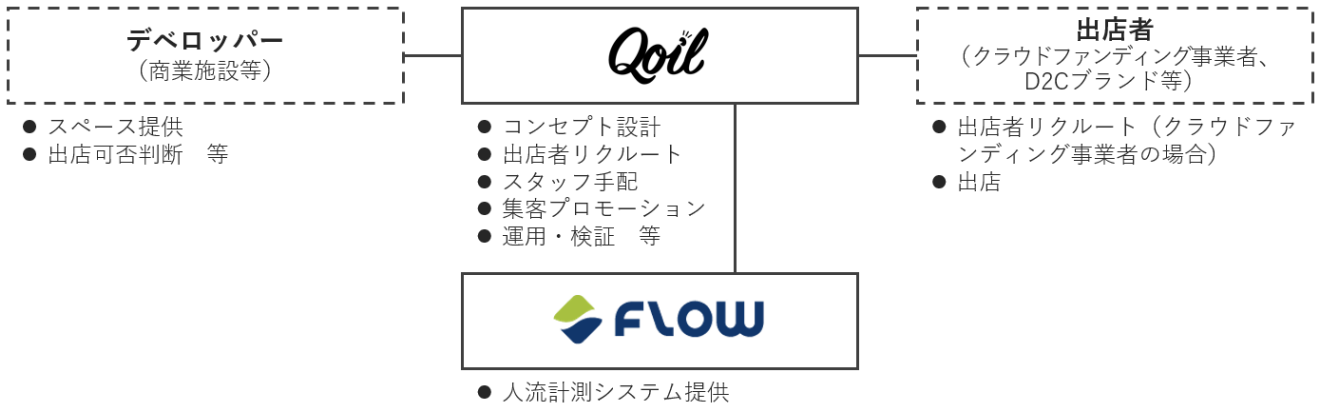 デベロッパー
（商業施設等）
● スペース提供
● 出店可否判断　等
Qoil
● コンセプト設計
● 出店者リクルート
● スタッフ手配
● 集客プロモーション
● 運用・検証　等
出店者
（クラウドファンディング事業者、
D2Cブランド等）
● 出店者リクルート（クラウドファ
ンディング事業者の場合）
● 出店
FLOW
● 人流計測システム提供